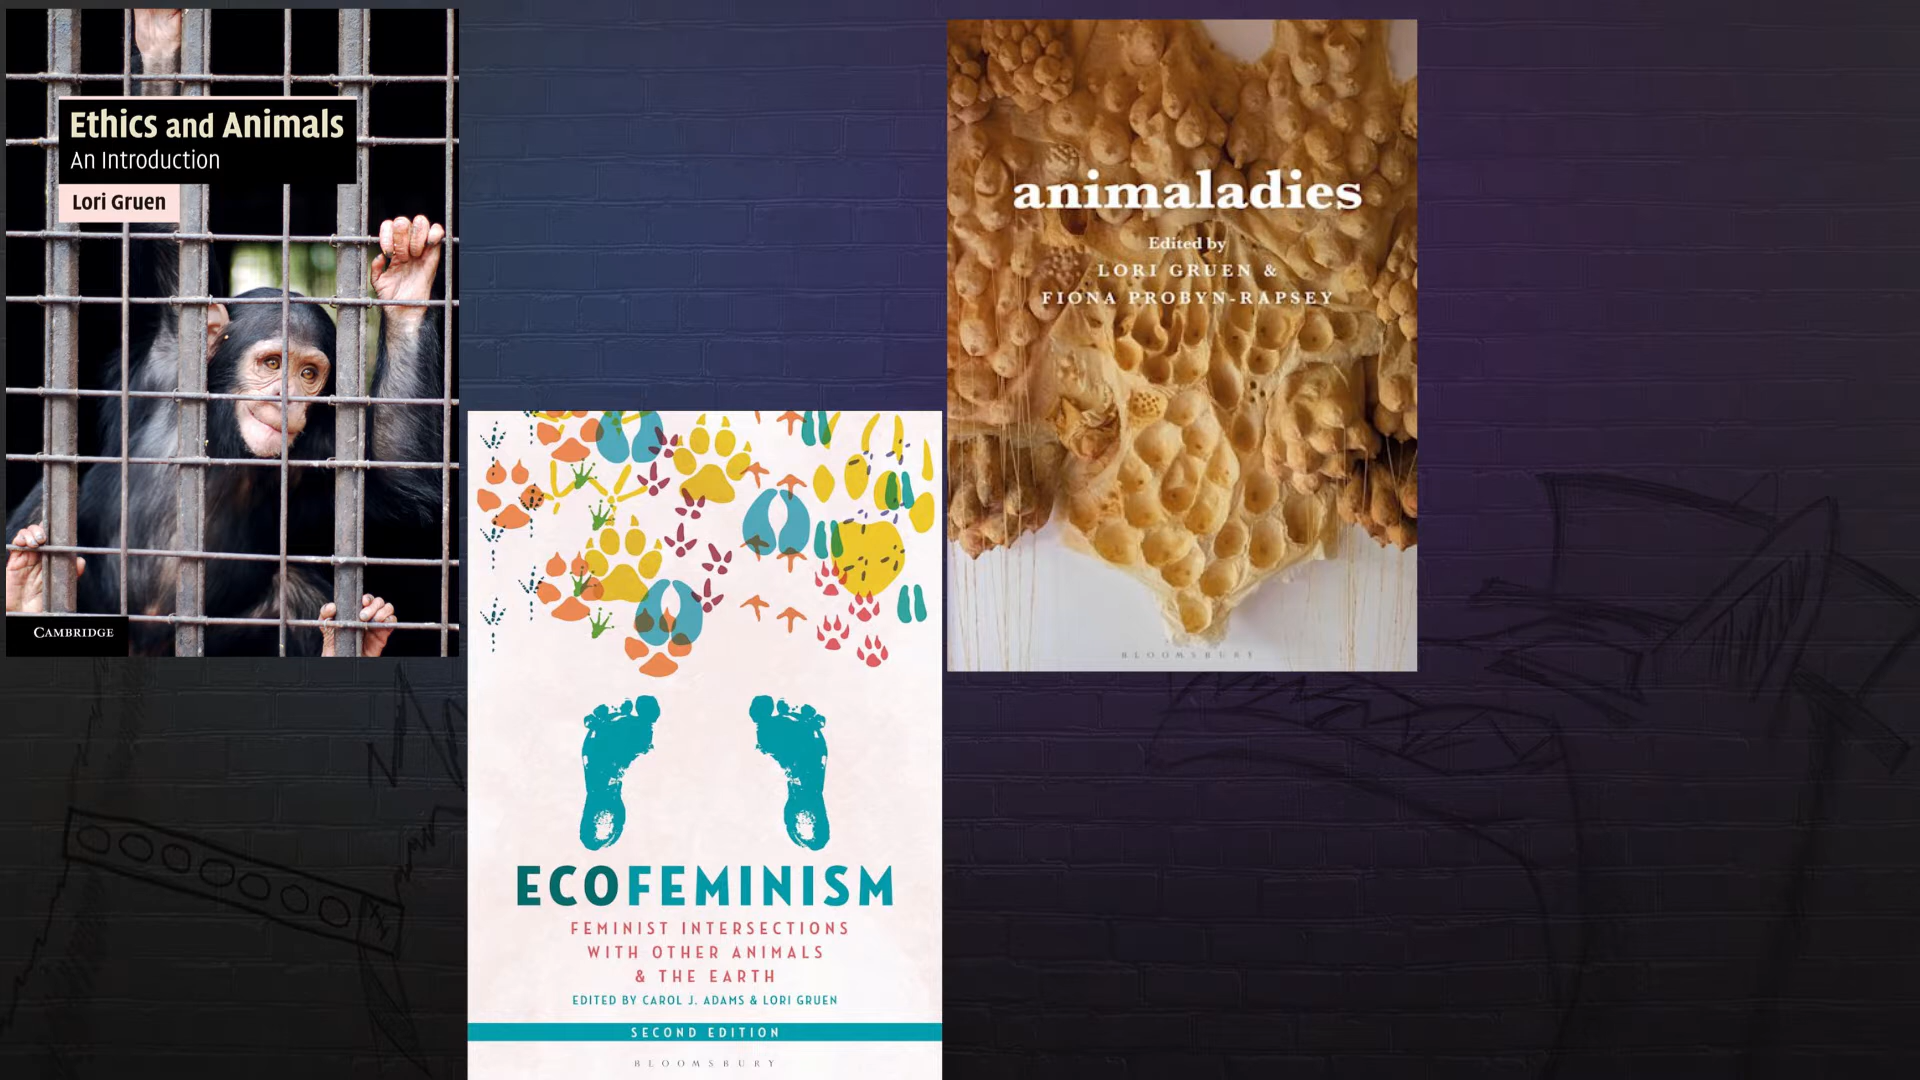 Ethics and Animals
An Introduction
Lori Gruen
CAMBRIDGE
ECOFEMINISM
FEMINIST INTERSECTIONS
WITH OTHER ANIMALS
& THE EARTH
EDITED BY CAROL J. ADAMS & LORI GRUEN
SECOND EDITION
BLOOMSBURY
animaladies
Edited by
LORI GRUEN &
FIONA PROBYN-RAPSEY
BLOOMSBURY